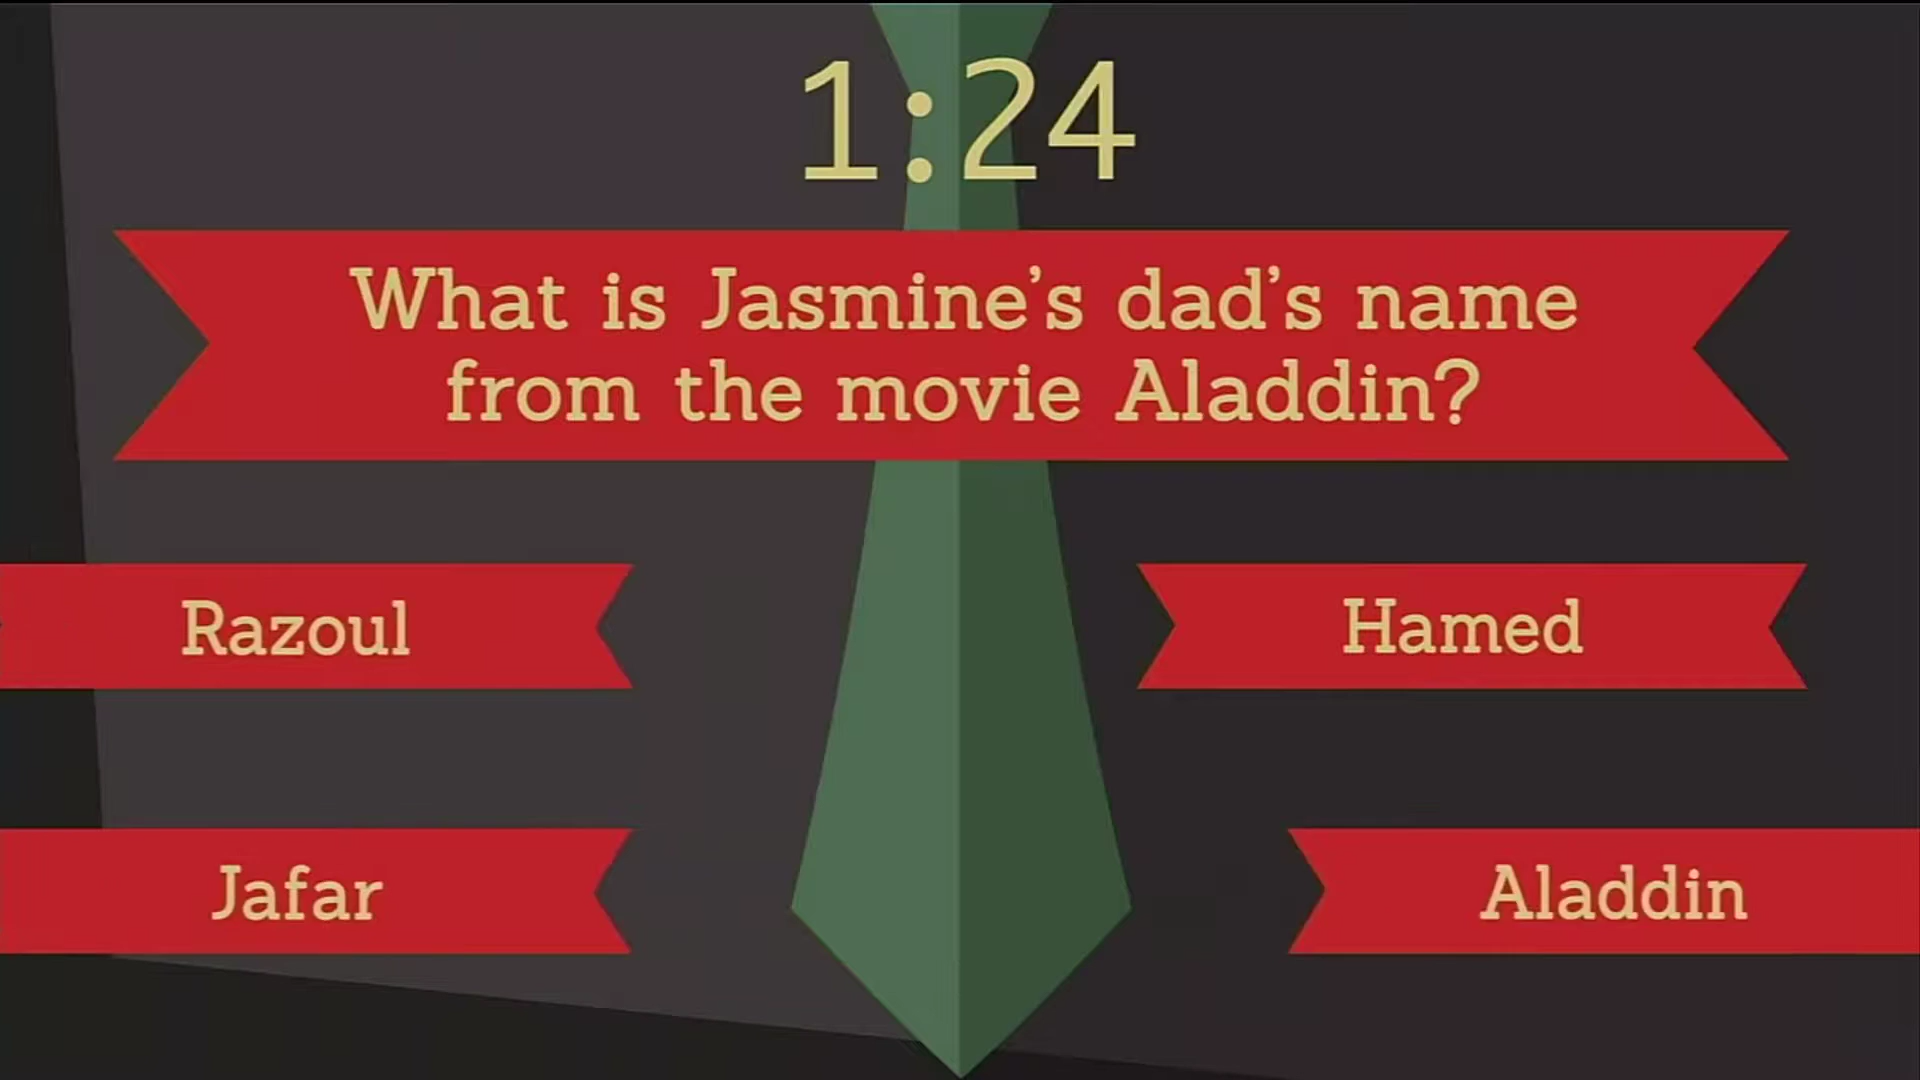 1:24
What is Jasmine's dad's name
from the movie Aladdin?
Razoul
Hamed
Jafar
Aladdin